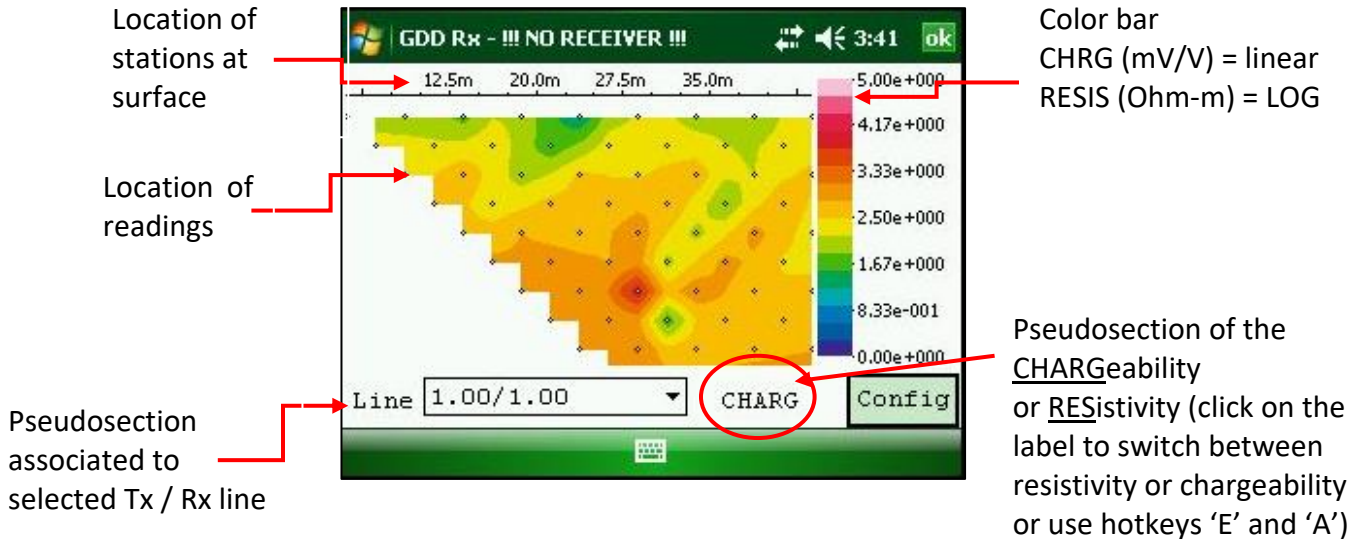 Location of
stations at
surface
Location of
readings
Pseudosection
associated to
selected Tx / Rx line
GDD Rx - !!! NO RECEIVER !!!
3:41
ok
12.5m 20.0m 27.5m 35.0m
5.00e+000
4.17e+000
3.33e+000
2.50e+000
1.67e+000
8.33e-001
0.00e+000
Line 1.00/1.00 CHARG Config
Color bar
CHRG (mV/V) = linear
RESIS (Ohm-m) = LOG
Pseudosection of the
CHARGeability
or RESistivity (click on the
label to switch between
resistivity or chargeability
or use hotkeys ‘E’ and ‘A’)